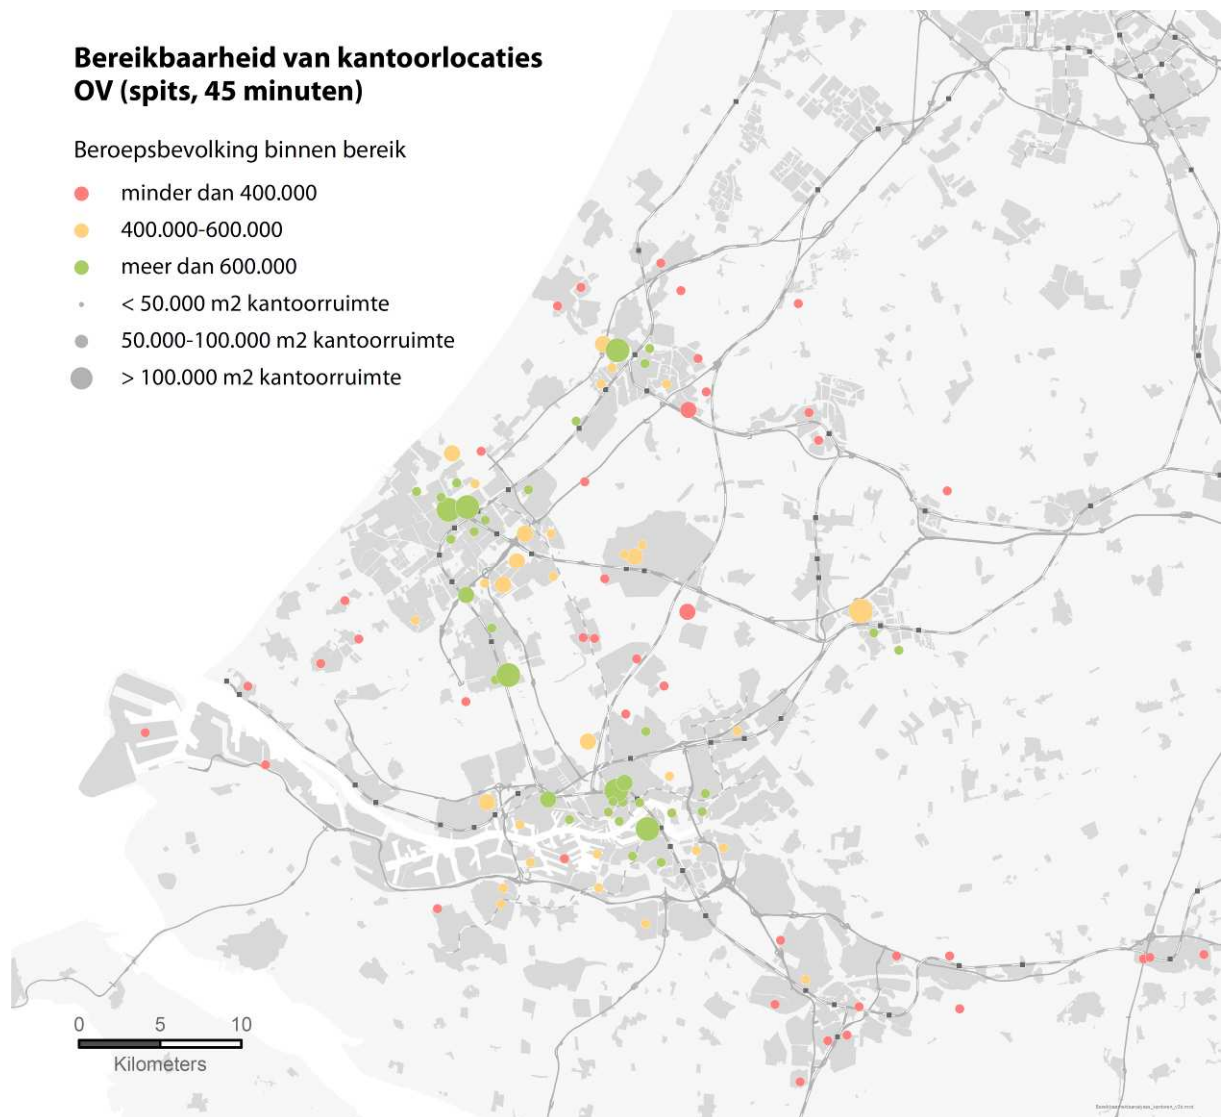 Bereikbaarheid van kantoorlocaties
OV (spits, 45 minuten)
Beroepsbevolking binnen bereik
minder dan 400.000
400.000-600.000
meer dan 600.000
< 50.000 m2 kantoorruimte
50.000-100.000 m2 kantoorruimte
> 100.000 m2 kantoorruimte
0 5 10
Kilometers